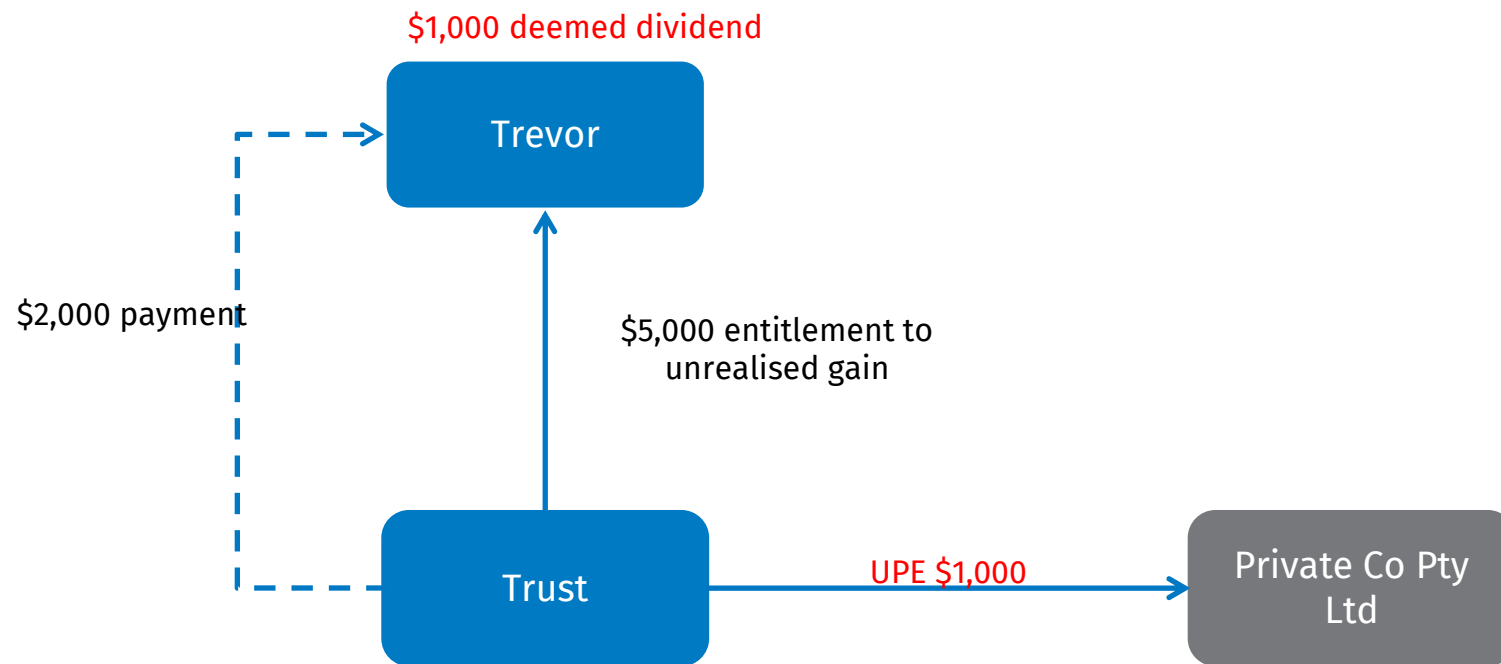 $1,000 deemed dividend
Trevor
$2,000 payment
$5,000 entitlement to
unrealised gain
Trust
UPE $1,000
Private Co Pty
Ltd